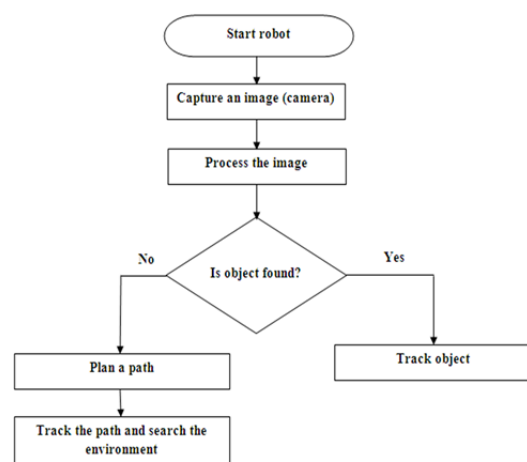 Start robot
Capture an image (camera)
Process the image
Is object found?
No
Yes
Plan a path
Track object
Track the path and search the
environment